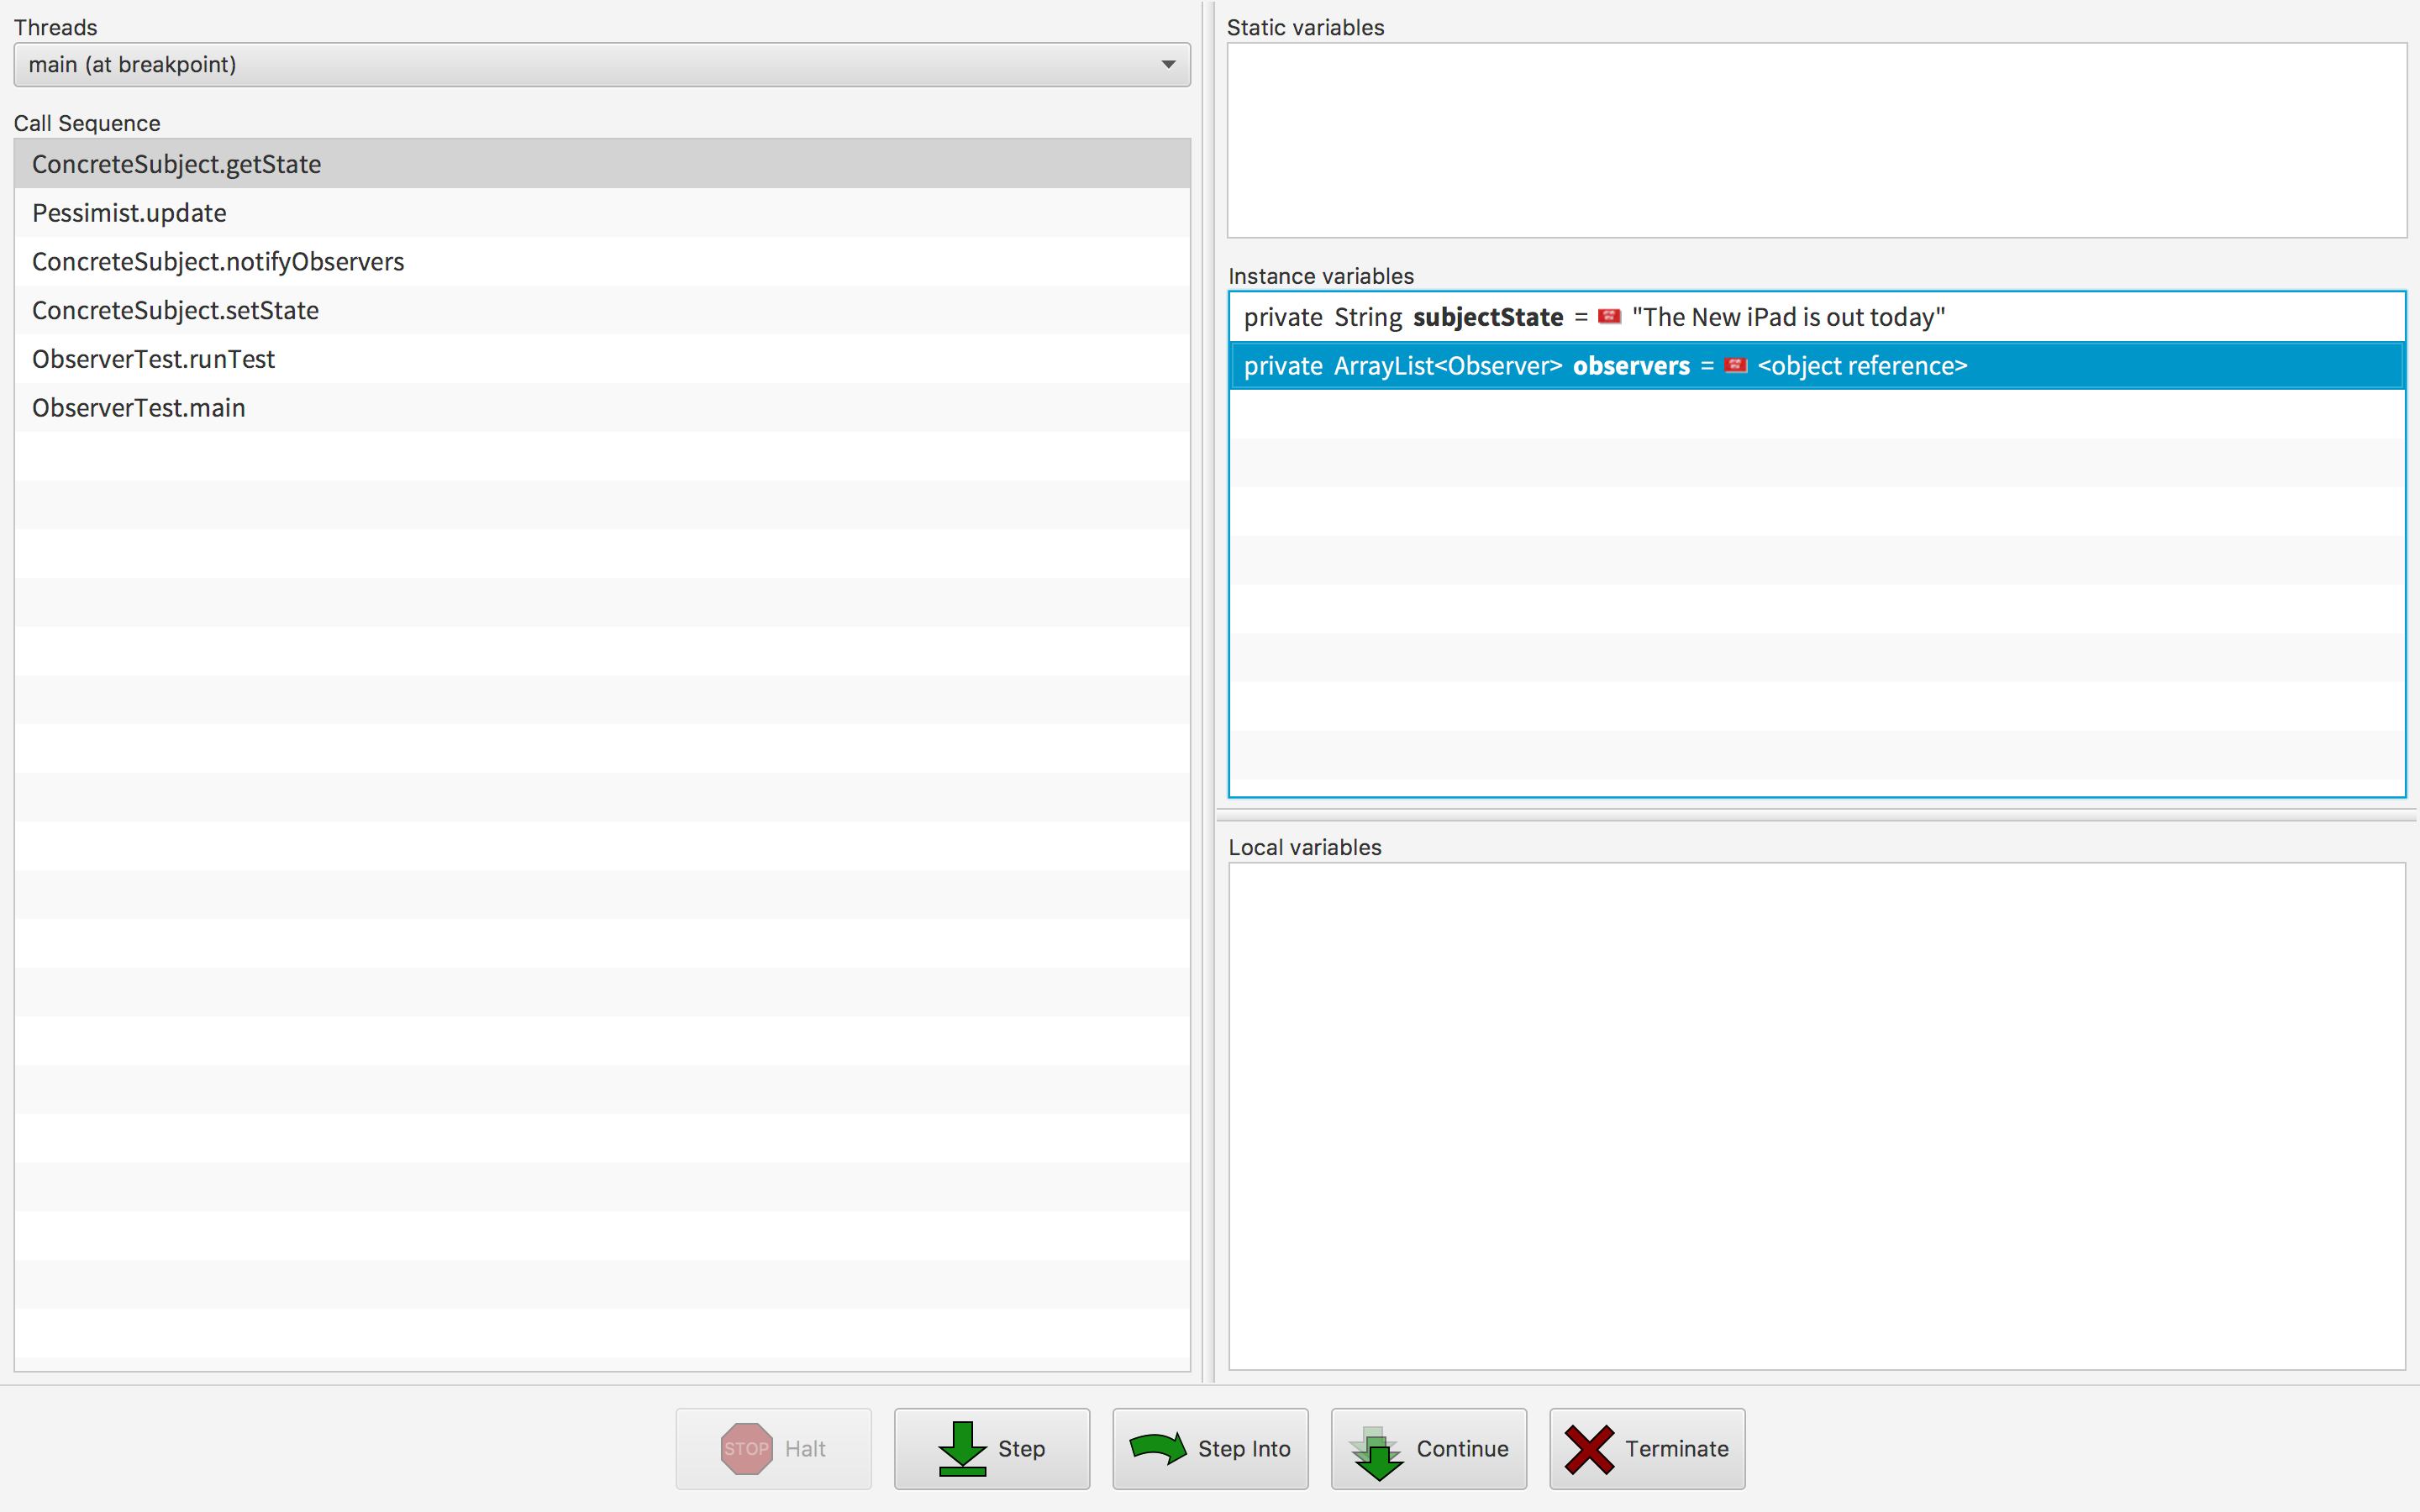 Threads
main (at breakpoint)
Call Sequence
ConcreteSubject.getState
Pessimist.update
ConcreteSubject.notifyObservers
ConcreteSubject.setState
ObserverTest.runTest
ObserverTest.main
Static variables
Instance variables
private String subjectState = "The New iPad is out today"
private ArrayList<Observer> observers = <object reference>
Local variables
STOP Halt
Step
Step Into
Continue
Terminate